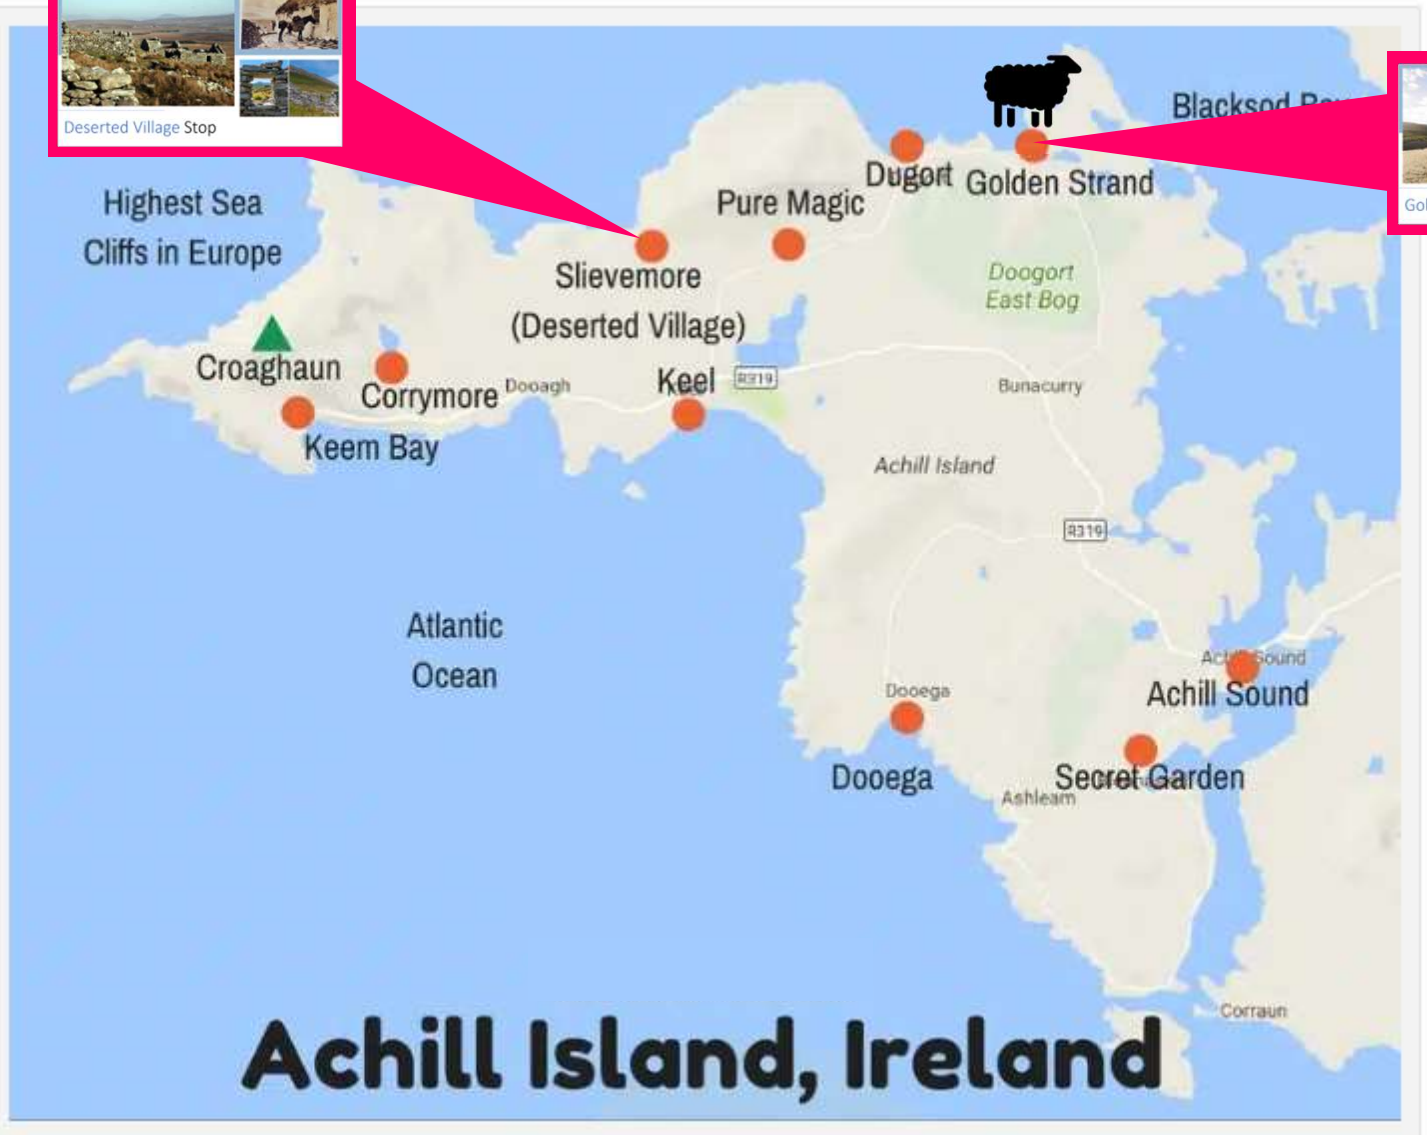 Deserted Village Stop
Blacksod
Highest Sea
Cliffs in Europe
Dugort
Golden Strand
Pure Magic
Slievemore
(Deserted Village)
Doogort
East Bog
Croaghaun
Corrymore
Dooagh
Keel
R319
Bunacurry
Keem Bay
Achill Island
R319
Atlantic
Ocean
Achill Sound
Achill Sound
Dooega
Dooega
Secret Garden
Ashleam
Corraun
Achill Island, Ireland